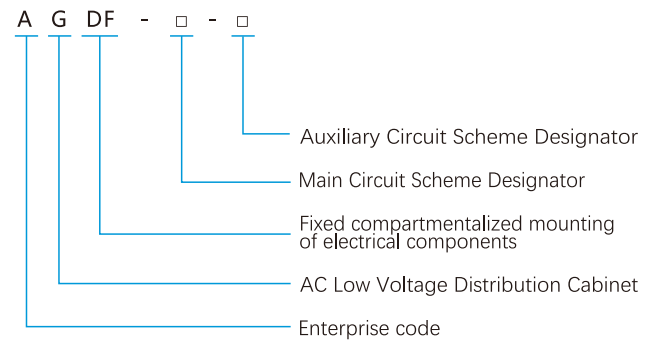 A G DF - □ - □
Auxiliary Circuit Scheme Designator
Main Circuit Scheme Designator
Fixed compartmentalized mounting
of electrical components
AC Low Voltage Distribution Cabinet
Enterprise code